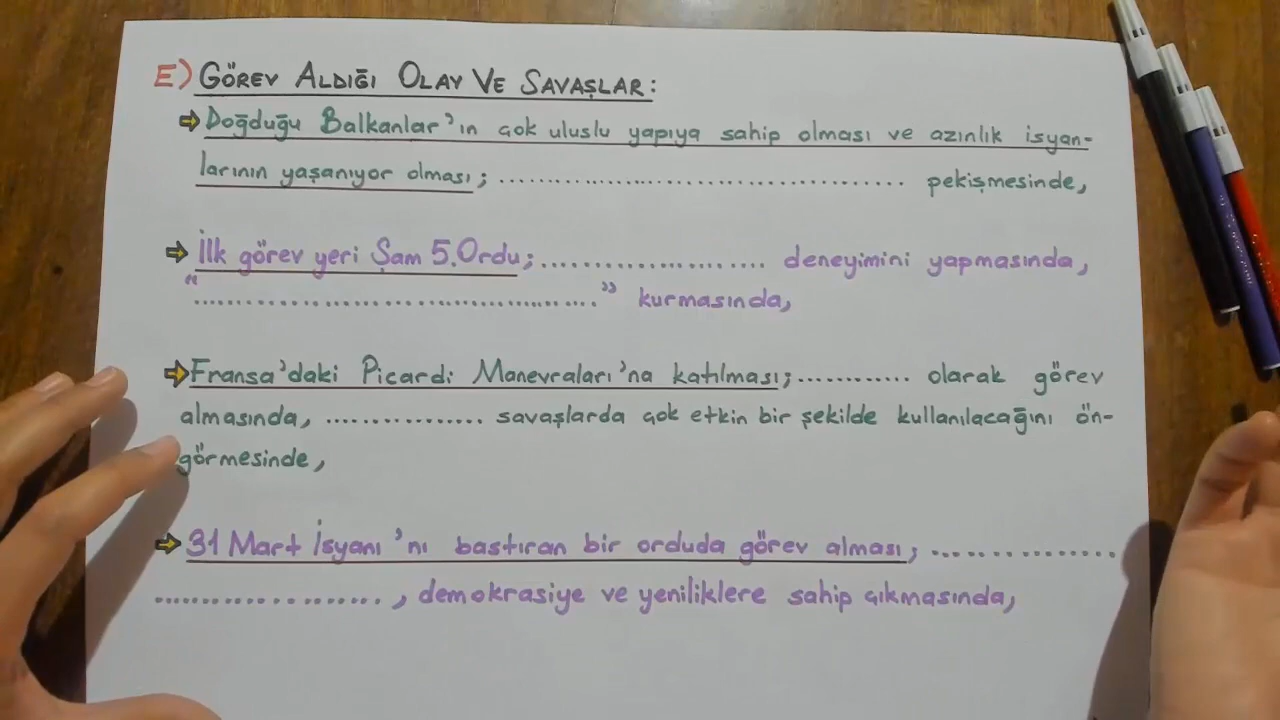 E) GÖREV ALDIĞI OLAY VE SAVAŞLAR:
⇨ Doğduğu Balkanlar'ın çok uluslu yapıya sahip olması ve azınlık isyan-
larının yaşanıyor olması; ........................................ pekişmesinde,
⇨ İlk görev yeri Şam 5.Ordu; ...................... deneyimini yapmasında,
"........................................" kurmasında,
⇨ Fransa'daki Picardi Manevraları'na katılması; ............ olarak görev
almasında, ................ savaşlarda çok etkin bir şekilde kullanılacağını ön-
görmesinde,
⇨ 31 Mart İsyanı'nı bastıran bir orduda görev alması; ................
...................., demokrasiye ve yeniliklere sahip çıkmasında,